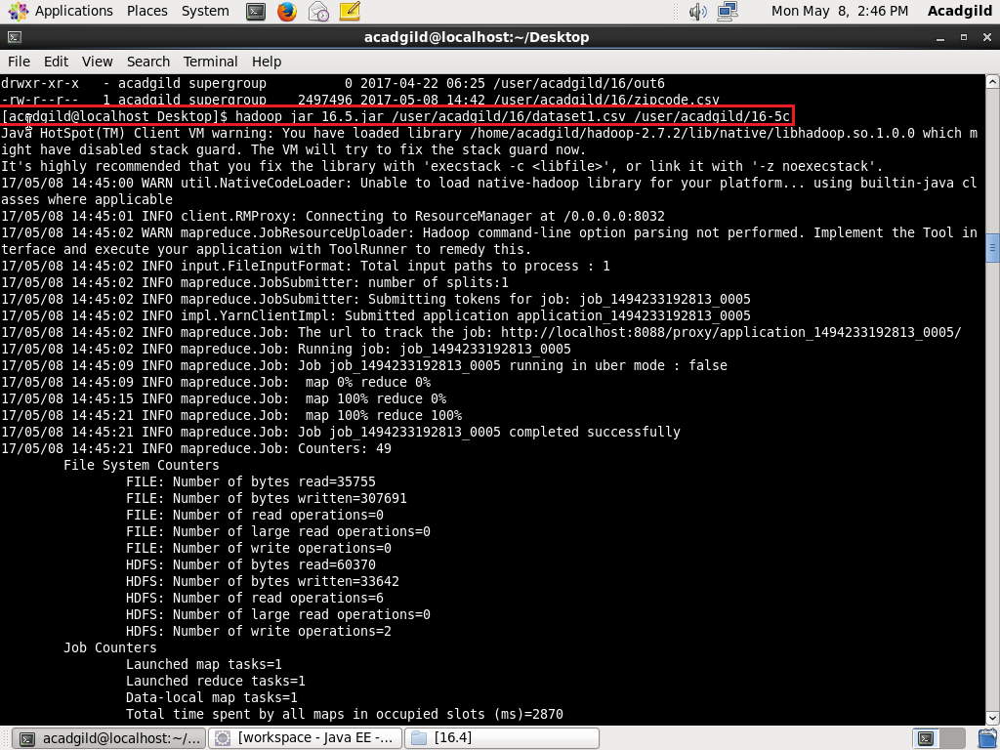 Applications Places System Mon May 8, 2:46 PM Acadgild
acadgild@localhost:~/Desktop
File Edit View Search Terminal Help
drwxr-xr-x   - acadgild supergroup          0 2017-04-22 06:25 /user/acadgild/16/out6
-rw-r--r--   1 acadgild supergroup    2497496 2017-05-08 14:42 /user/acadgild/16/zipcode.csv
[acadgild@localhost Desktop]$ hadoop jar 16.5.jar /user/acadgild/16/dataset1.csv /user/acadgild/16-5c
Java HotSpot(TM) Client VM warning: You have loaded library /home/acadgild/hadoop-2.7.2/lib/native/libhadoop.so.1.0.0 which m
ight have disabled stack guard. The VM will try to fix the stack guard now.
It's highly recommended that you fix the library with 'execstack -c <libfile>', or link it with '-z noexecstack'.
17/05/08 14:45:00 WARN util.NativeCodeLoader: Unable to load native-hadoop library for your platform... using builtin-java cl
asses where applicable
17/05/08 14:45:01 INFO client.RMProxy: Connecting to ResourceManager at /0.0.0.0:8032
17/05/08 14:45:02 WARN mapreduce.JobResourceUploader: Hadoop command-line option parsing not performed. Implement the Tool in
terface and execute your application with ToolRunner to remedy this.
17/05/08 14:45:02 INFO input.FileInputFormat: Total input paths to process : 1
17/05/08 14:45:02 INFO mapreduce.JobSubmitter: number of splits:1
17/05/08 14:45:02 INFO mapreduce.JobSubmitter: Submitting tokens for job: job_1494233192813_0005
17/05/08 14:45:02 INFO impl.YarnClientImpl: Submitted application application_1494233192813_0005
17/05/08 14:45:02 INFO mapreduce.Job: The url to track the job: http://localhost:8088/proxy/application_1494233192813_0005/
17/05/08 14:45:02 INFO mapreduce.Job: Running job: job_1494233192813_0005
17/05/08 14:45:09 INFO mapreduce.Job: Job job_1494233192813_0005 running in uber mode : false
17/05/08 14:45:09 INFO mapreduce.Job:  map 0% reduce 0%
17/05/08 14:45:15 INFO mapreduce.Job:  map 100% reduce 0%
17/05/08 14:45:21 INFO mapreduce.Job:  map 100% reduce 100%
17/05/08 14:45:21 INFO mapreduce.Job: Job job_1494233192813_0005 completed successfully
17/05/08 14:45:21 INFO mapreduce.Job: Counters: 49
        File System Counters
                FILE: Number of bytes read=35755
                FILE: Number of bytes written=307691
                FILE: Number of read operations=0
                FILE: Number of large read operations=0
                FILE: Number of write operations=0
                HDFS: Number of bytes read=60370
                HDFS: Number of bytes written=33642
                HDFS: Number of read operations=6
                HDFS: Number of large read operations=0
                HDFS: Number of write operations=2
        Job Counters
                Launched map tasks=1
                Launched reduce tasks=1
                Data-local map tasks=1
                Total time spent by all maps in occupied slots (ms)=2870
acadgild@localhost:~/... [workspace - Java EE -... [16.4]